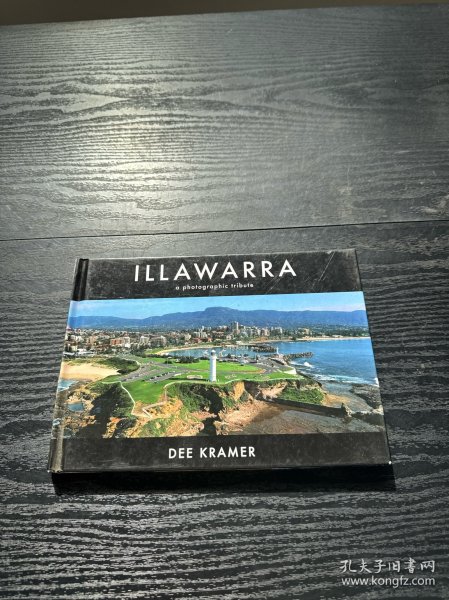 ILLAWARRA
a photographic tribute
DEE KRAMER
孔夫子旧书网
www.kongfz.com